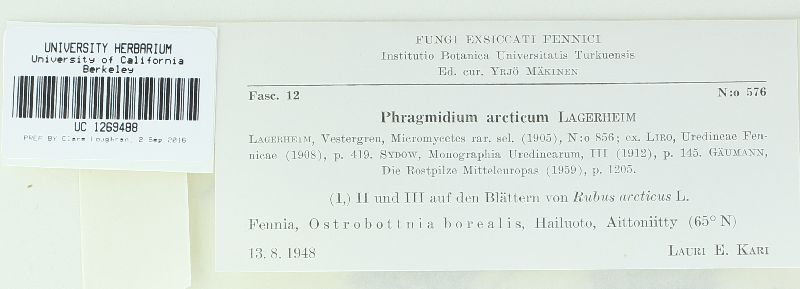 UNIVERSITY HERBARIUM
University of California
Berkeley
UC 1269488
PREP BY Clare Loughran, 2 Sep 2016
FUNGI EXSICCATI FENNICI
Institutio Botanica Universitatis Turkuensis
Ed. cur. YRJÖ MÄKINEN
Fasc. 12 N:o 576
Phragmidium arcticum LAGERHEIM
LAGERHEIM, Vestergren, Micromycetes rar. sel. (1905), N:o 856; ex. LIRO, Uredineae Fen-
nicae (1908), p. 419. SYDOW, Monographia Uredinearum, III (1912), p. 145. GÄUMANN,
Die Rostpilze Mitteleuropas (1959), p. 1205.
(I,) II und III auf den Blättern von Rubus arcticus L.
Fennia, Ostrobottnia borealis, Hailuoto, Aittoniitty (65° N)
13. 8. 1948 LAURI E. KARI